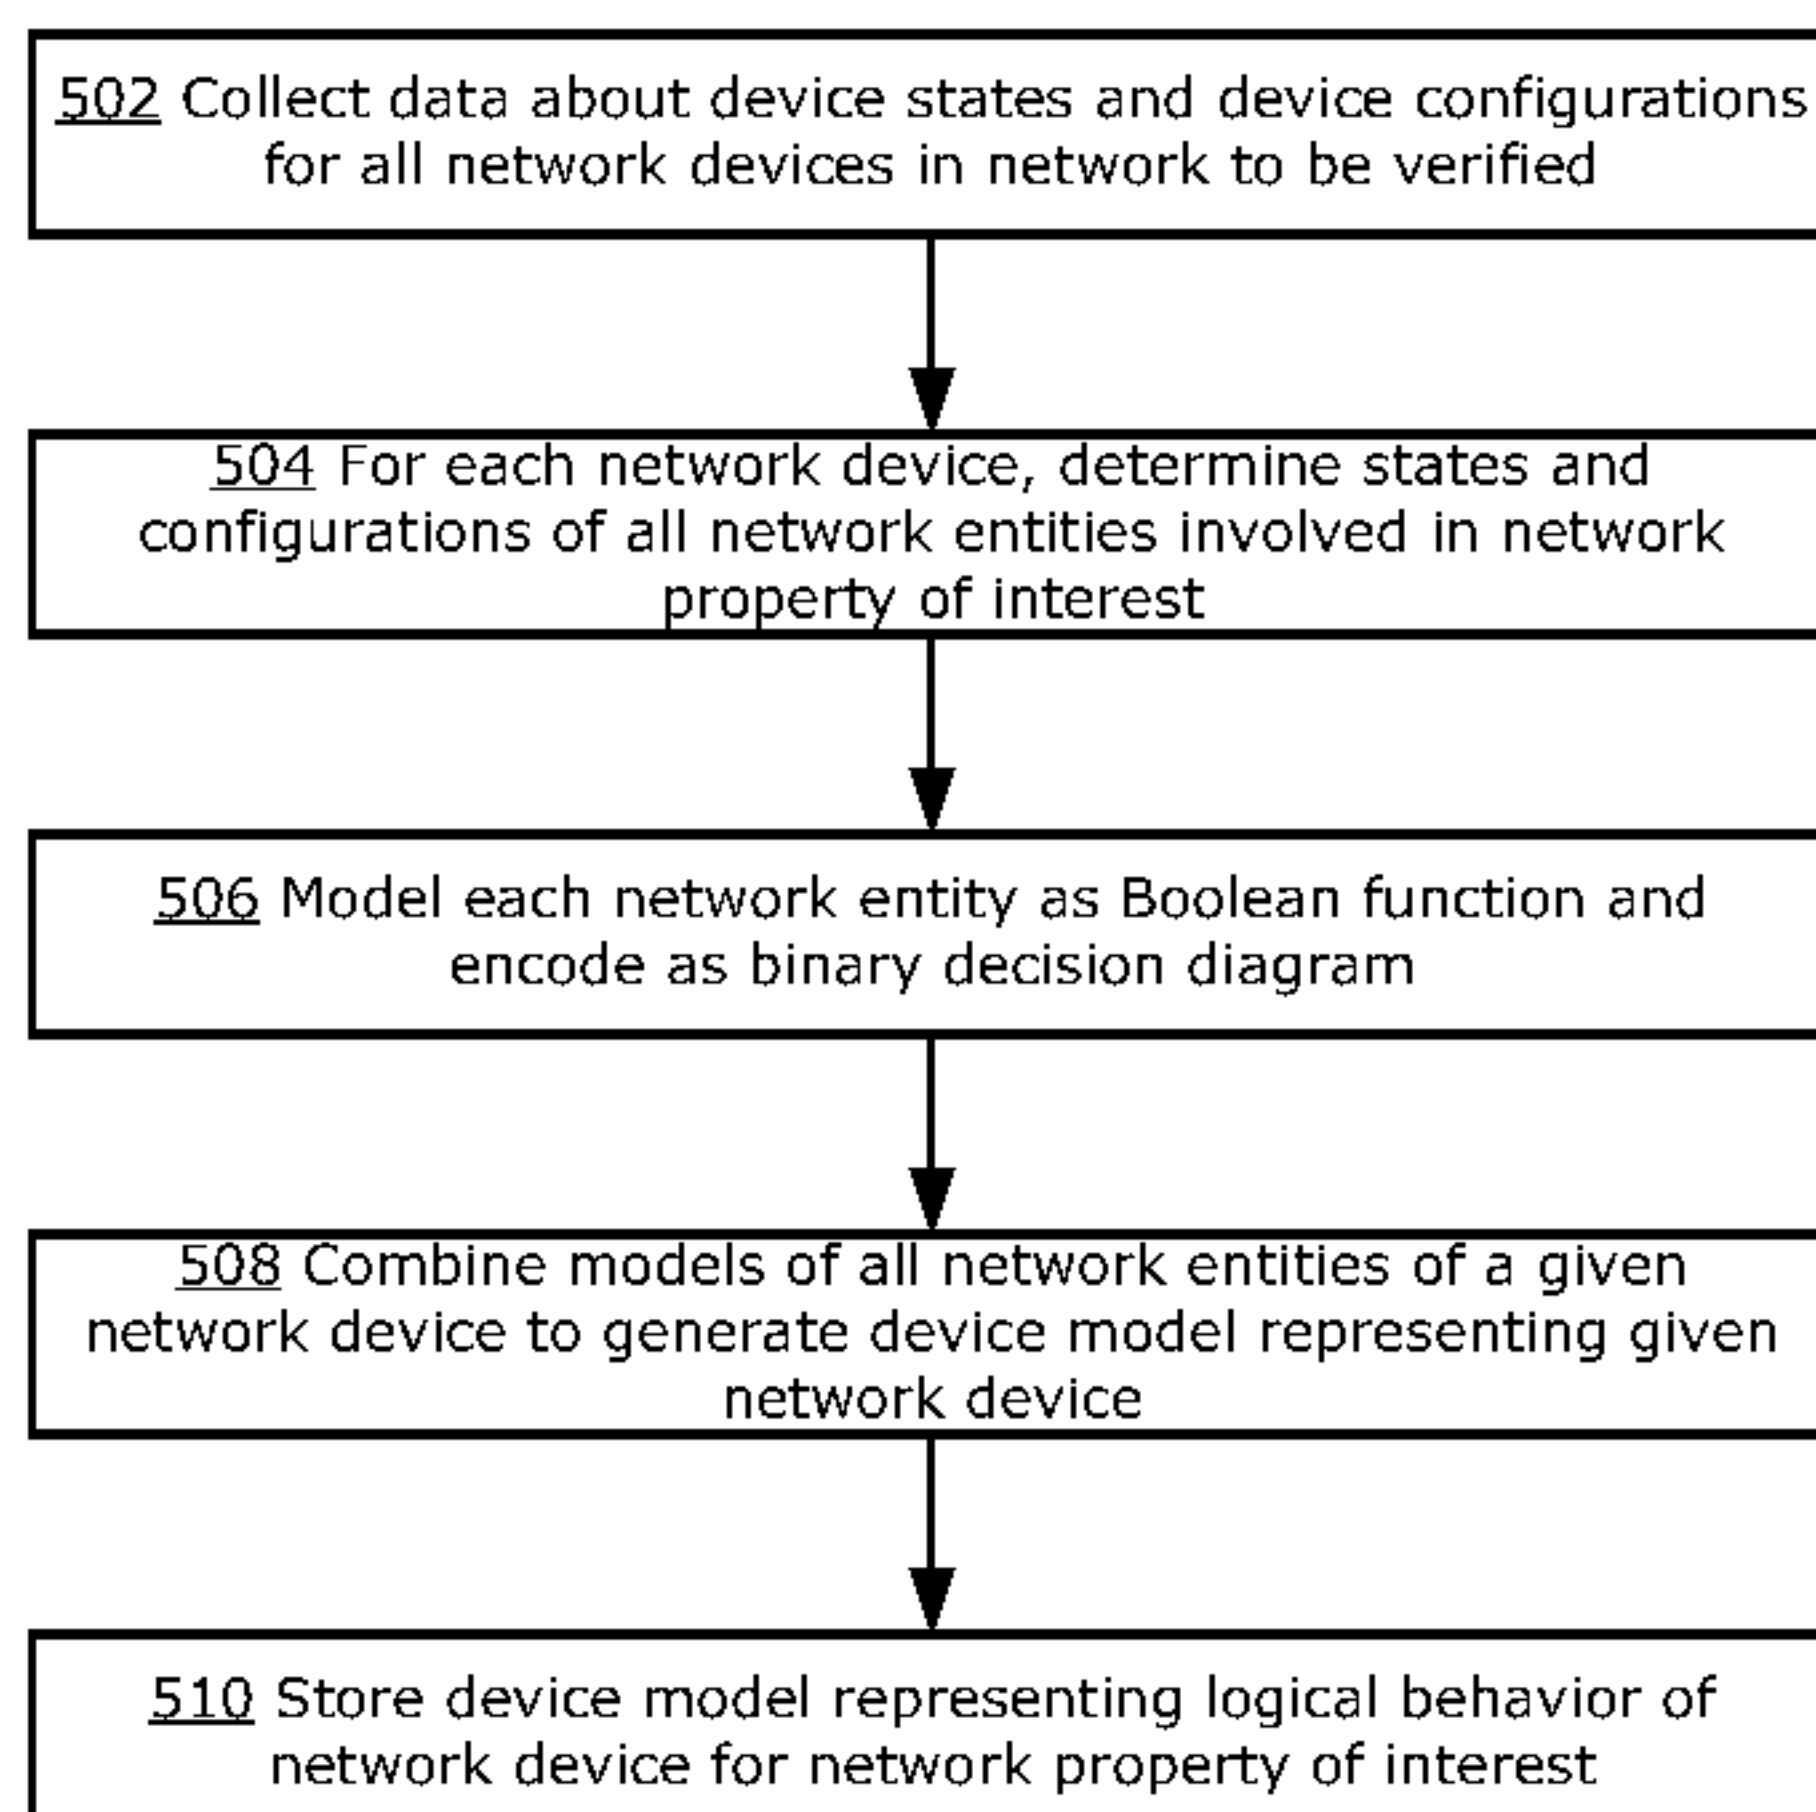 502 Collect data about device states and device configurations
for all network devices in network to be verified
504 For each network device, determine states and
configurations of all network entities involved in network
property of interest
506 Model each network entity as Boolean function and
encode as binary decision diagram
508 Combine models of all network entities of a given
network device to generate device model representing given
network device
510 Store device model representing logical behavior of
network device for network property of interest